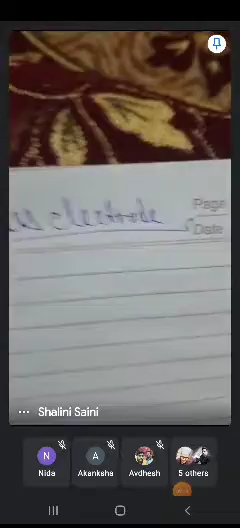 electrode
Page
Date
Shalini Saini
N
A
Nida
Akanksha
Avdhesh
5 others